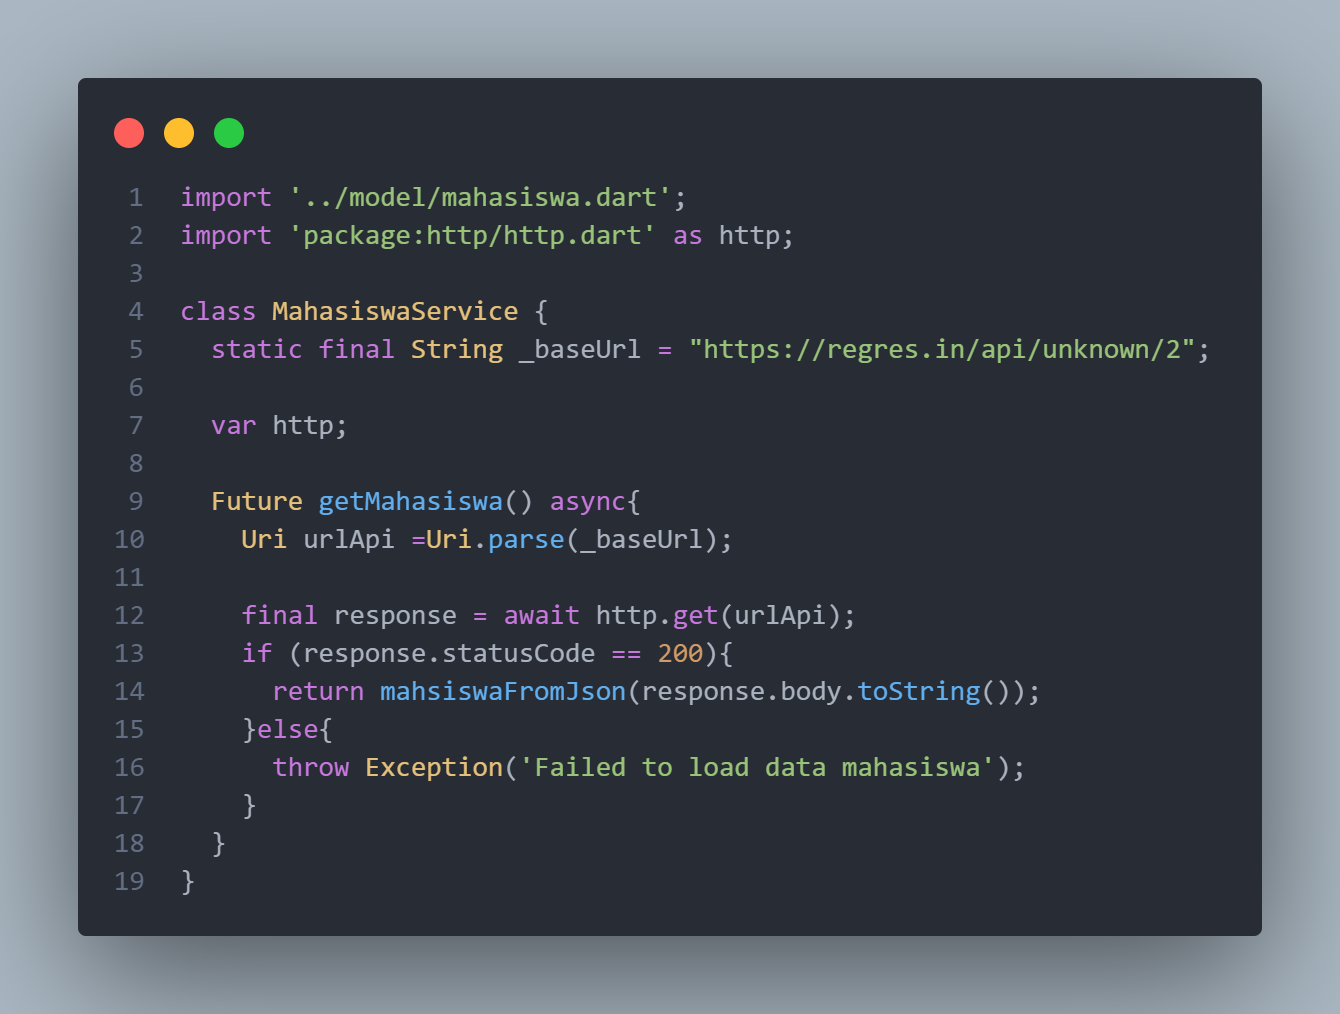 1 import '../model/mahasiswa.dart';
2 import 'package:http/http.dart' as http;
3
4 class MahasiswaService {
5   static final String _baseUrl = "https://regres.in/api/unknown/2";
6
7   var http;
8
9   Future getMahasiswa() async{
10     Uri urlApi =Uri.parse(_baseUrl);
11
12     final response = await http.get(urlApi);
13     if (response.statusCode == 200){
14       return mahsiswaFromJson(response.body.toString());
15     }else{
16       throw Exception('Failed to load data mahasiswa');
17     }
18   }
19 }